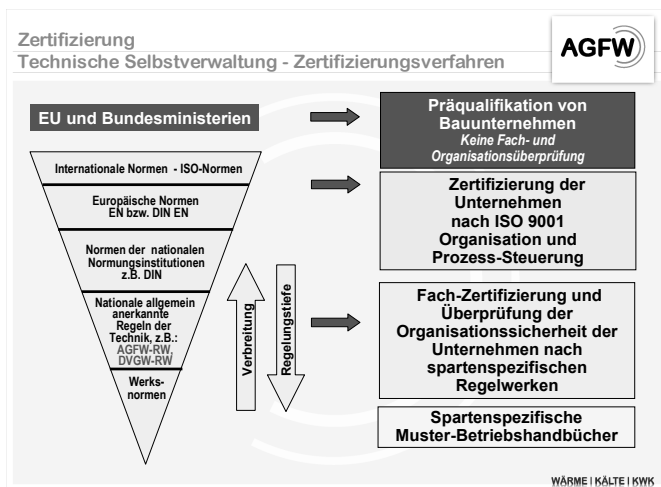 Zertifizierung
Technische Selbstverwaltung - Zertifizierungsverfahren
AGFW
EU und Bundesministerien
Internationale Normen - ISO-Normen
Europäische Normen
EN bzw. DIN EN
Normen der nationalen
Normungsinstitutionen
z.B. DIN
Nationale allgemein
anerkannte
Regeln der
Technik, z.B.:
AGFW-RW,
DVGW-RW
Werks-
normen
Verbreitung
Regelungstiefe
Präqualifikation von
Bauunternehmen
Keine Fach- und
Organisationsüberprüfung
Zertifizierung der
Unternehmen
nach ISO 9001
Organisation und
Prozess-Steuerung
Fach-Zertifizierung und
Überprüfung der
Organisationssicherheit der
Unternehmen nach
spartenspezifischen
Regelwerken
Spartenspezifische
Muster-Betriebshandbücher
WÄRME | KÄLTE | KWK